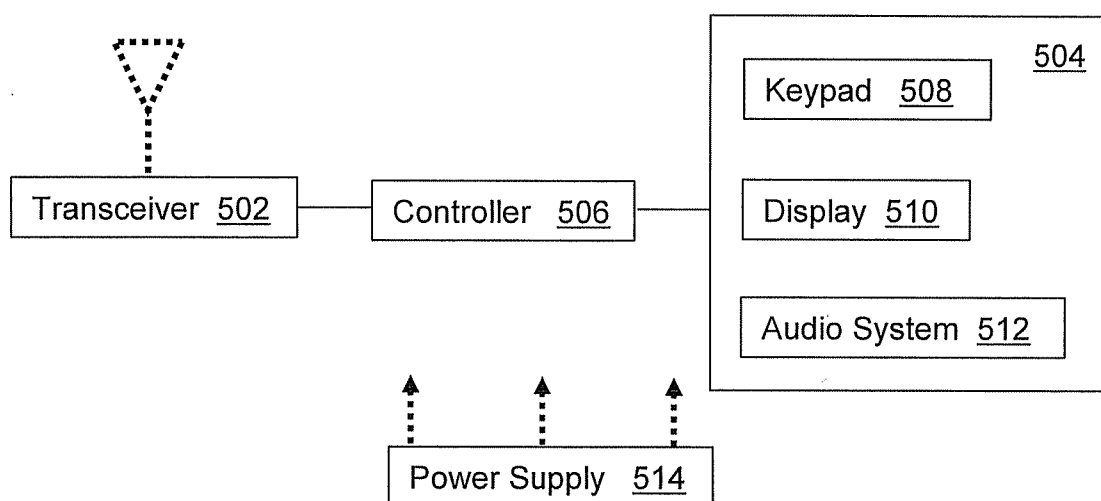 504
Keypad 508
Transceiver 502
Controller 506
Display 510
Audio System 512
Power Supply 514